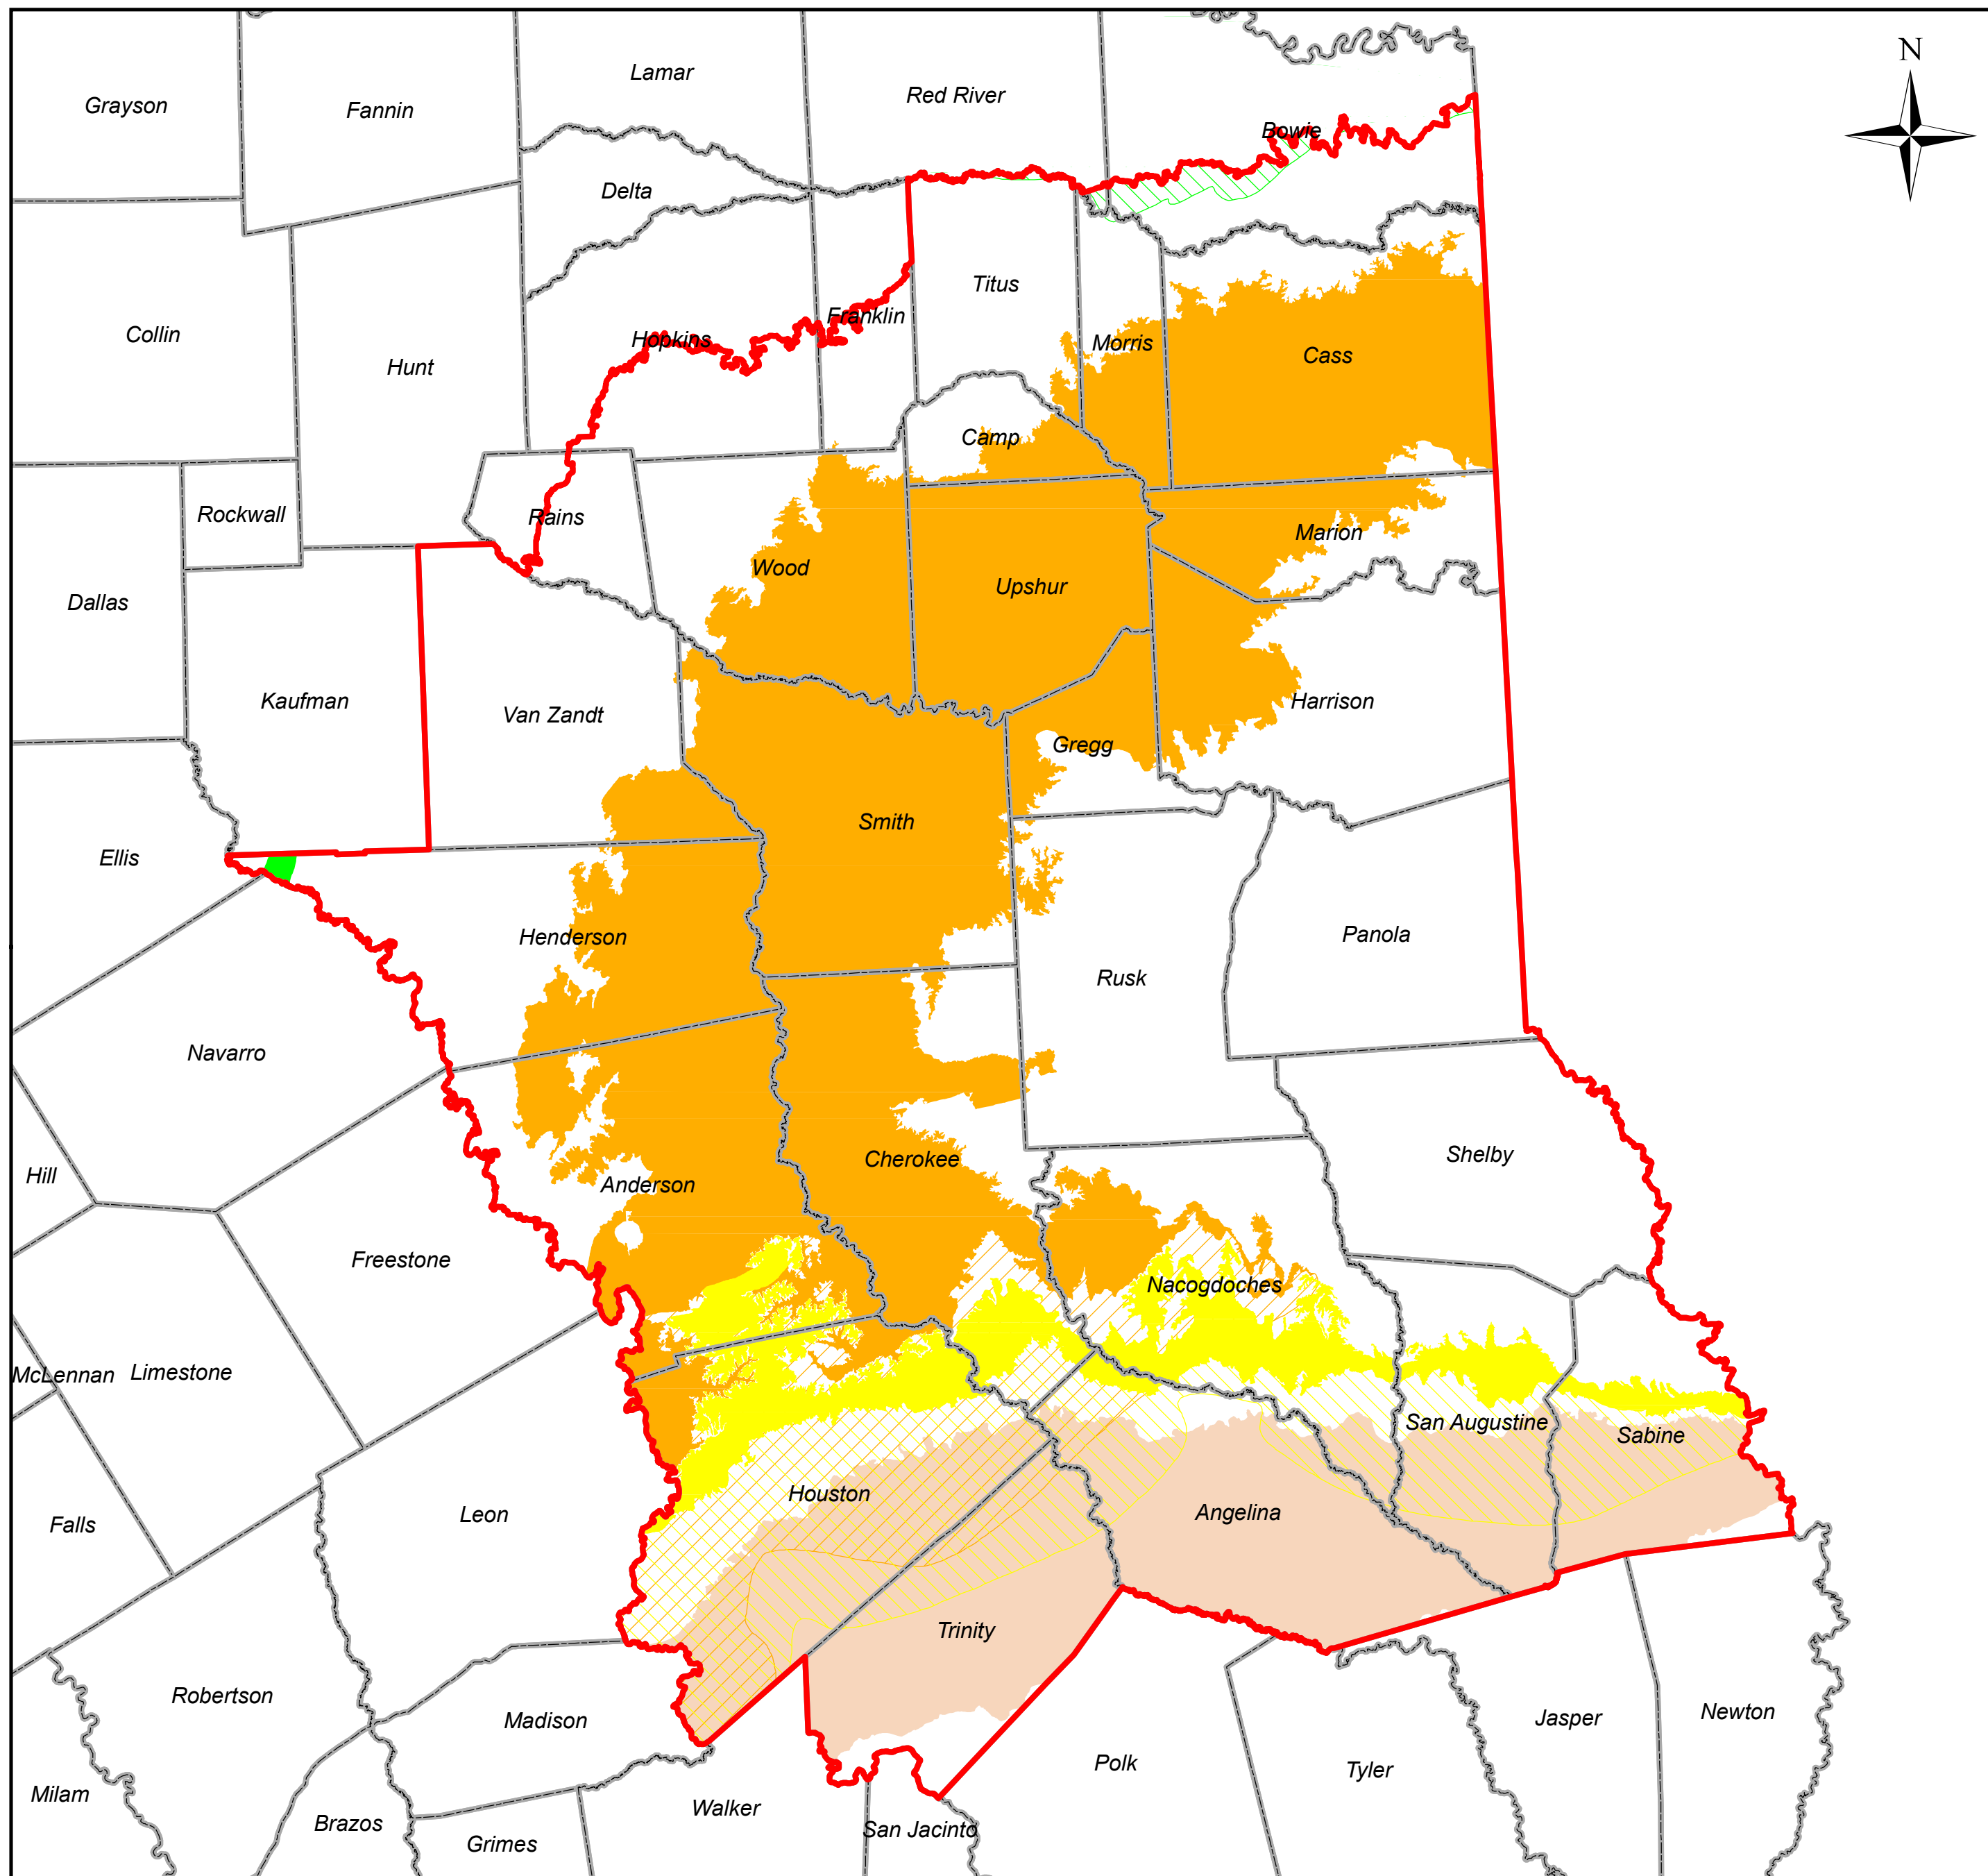 N
Lamar
Red River
Grayson
Fannin
Bowie
Delta
Titus
Franklin
Collin
Hopkins
Morris
Cass
Hunt
Camp
Rockwall
Rains
Marion
Wood
Upshur
Dallas
Kaufman
Van Zandt
Harrison
Gregg
Smith
Ellis
Henderson
Panola
Rusk
Navarro
Cherokee
Shelby
Hill
Anderson
Freestone
Nacogdoches
McLennan
Limestone
San Augustine
Sabine
Houston
Leon
Angelina
Falls
Trinity
Robertson
Madison
Jasper
Newton
Polk
Tyler
Milam
Walker
Brazos
San Jacinto
Grimes